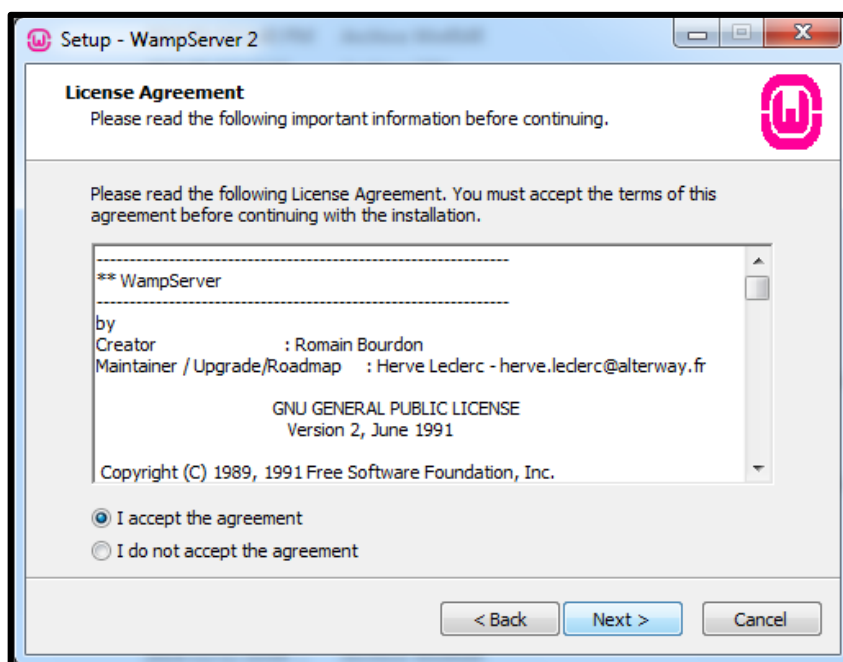 Setup - WampServer 2
License Agreement
Please read the following important information before continuing.
Please read the following License Agreement. You must accept the terms of this
agreement before continuing with the installation.
---------------------------------------------------------------
** WampServer
---------------------------------------------------------------
by
Creator : Romain Bourdon
Maintainer / Upgrade/Roadmap : Herve Leclerc - herve.leclerc@alterway.fr
GNU GENERAL PUBLIC LICENSE
Version 2, June 1991
Copyright (C) 1989, 1991 Free Software Foundation, Inc.
I accept the agreement
I do not accept the agreement
< Back Next > Cancel